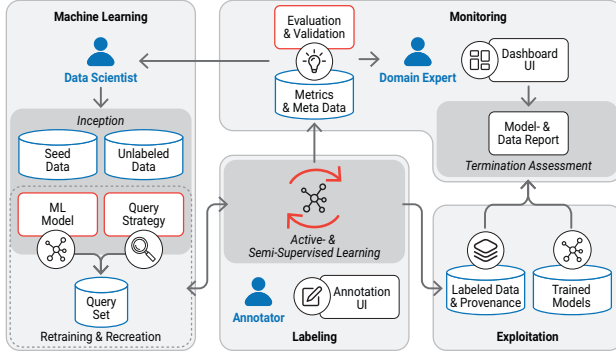 Machine Learning
Data Scientist
Inception
Seed
Data
Unlabeled
Data
ML
Model
Query
Strategy
Query
Set
Retraining & Recreation
Evaluation
& Validation
Metrics
& Meta Data
Monitoring
Domain Expert
Dashboard
UI
Model- &
Data Report
Termination Assessment
Active- &
Semi-Supervised Learning
Annotator
Annotation
UI
Labeling
Labeled Data
& Provenance
Trained
Models
Exploitation